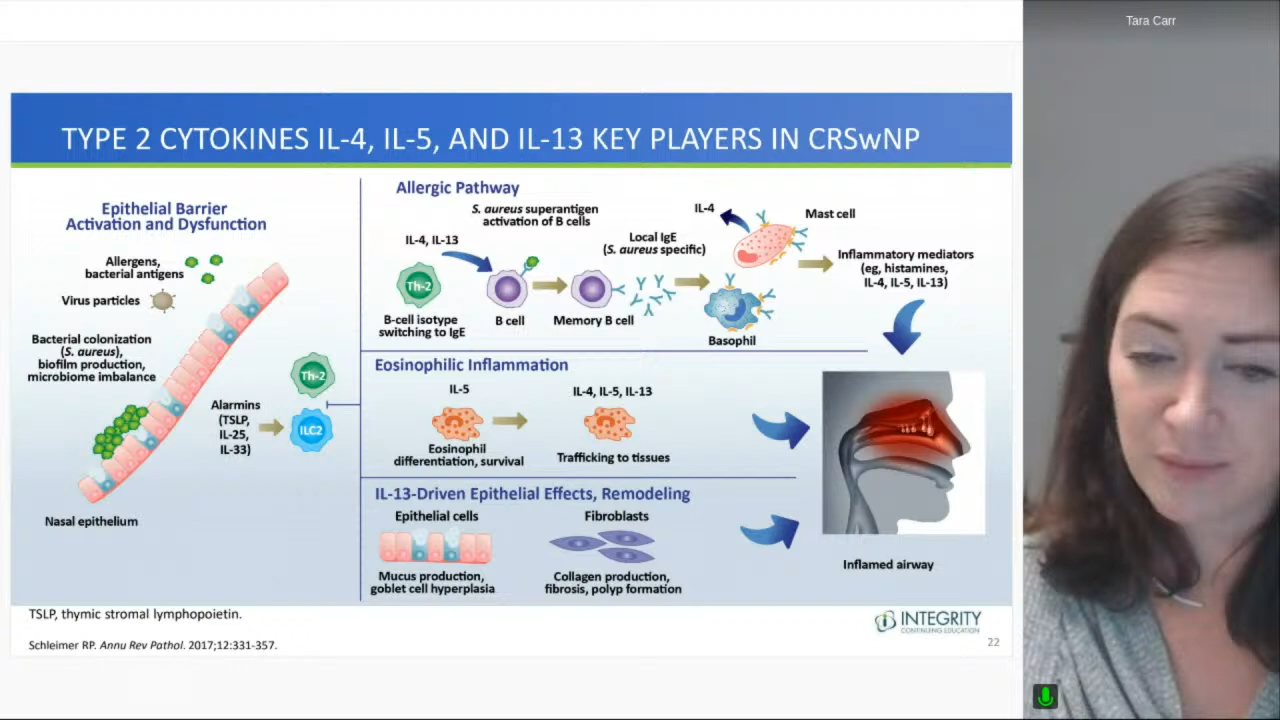 Tara Carr
TYPE 2 CYTOKINES IL-4, IL-5, AND IL-13 KEY PLAYERS IN CRSwNP
Epithelial Barrier
Activation and Dysfunction
Allergens,
bacterial antigens
Virus particles
Bacterial colonization
(S. aureus),
biofilm production,
microbiome imbalance
Alarmins
(TSLP,
IL-25,
IL-33)
Th-2
ILC2
Nasal epithelium
Allergic Pathway
IL-4, IL-13
Th-2
B-cell isotype
switching to IgE
S. aureus superantigen
activation of B cells
B cell
Memory B cell
Local IgE
(S. aureus specific)
IL-4
Mast cell
Basophil
Inflammatory mediators
(eg, histamines,
IL-4, IL-5, IL-13)
Eosinophilic Inflammation
IL-5
Eosinophil
differentiation, survival
IL-4, IL-5, IL-13
Trafficking to tissues
IL-13-Driven Epithelial Effects, Remodeling
Epithelial cells
Mucus production,
goblet cell hyperplasia
Fibroblasts
Collagen production,
fibrosis, polyp formation
Inflamed airway
TSLP, thymic stromal lymphopoietin.
Schleimer RP. Annu Rev Pathol. 2017;12:331-357.
INTEGRITY
CONTINUING EDUCATION
22